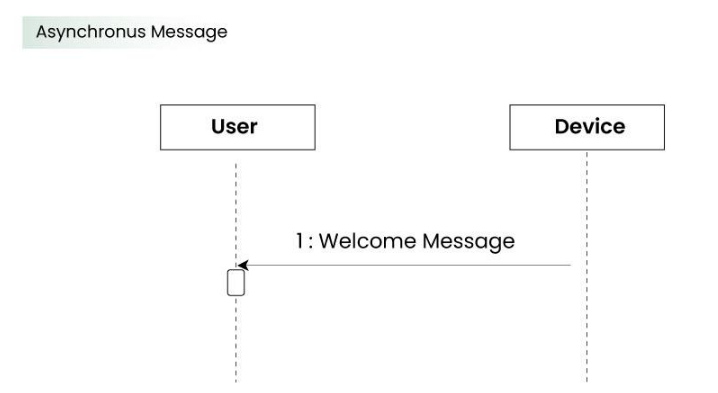 Asynchronus Message
User
Device
1 : Welcome Message